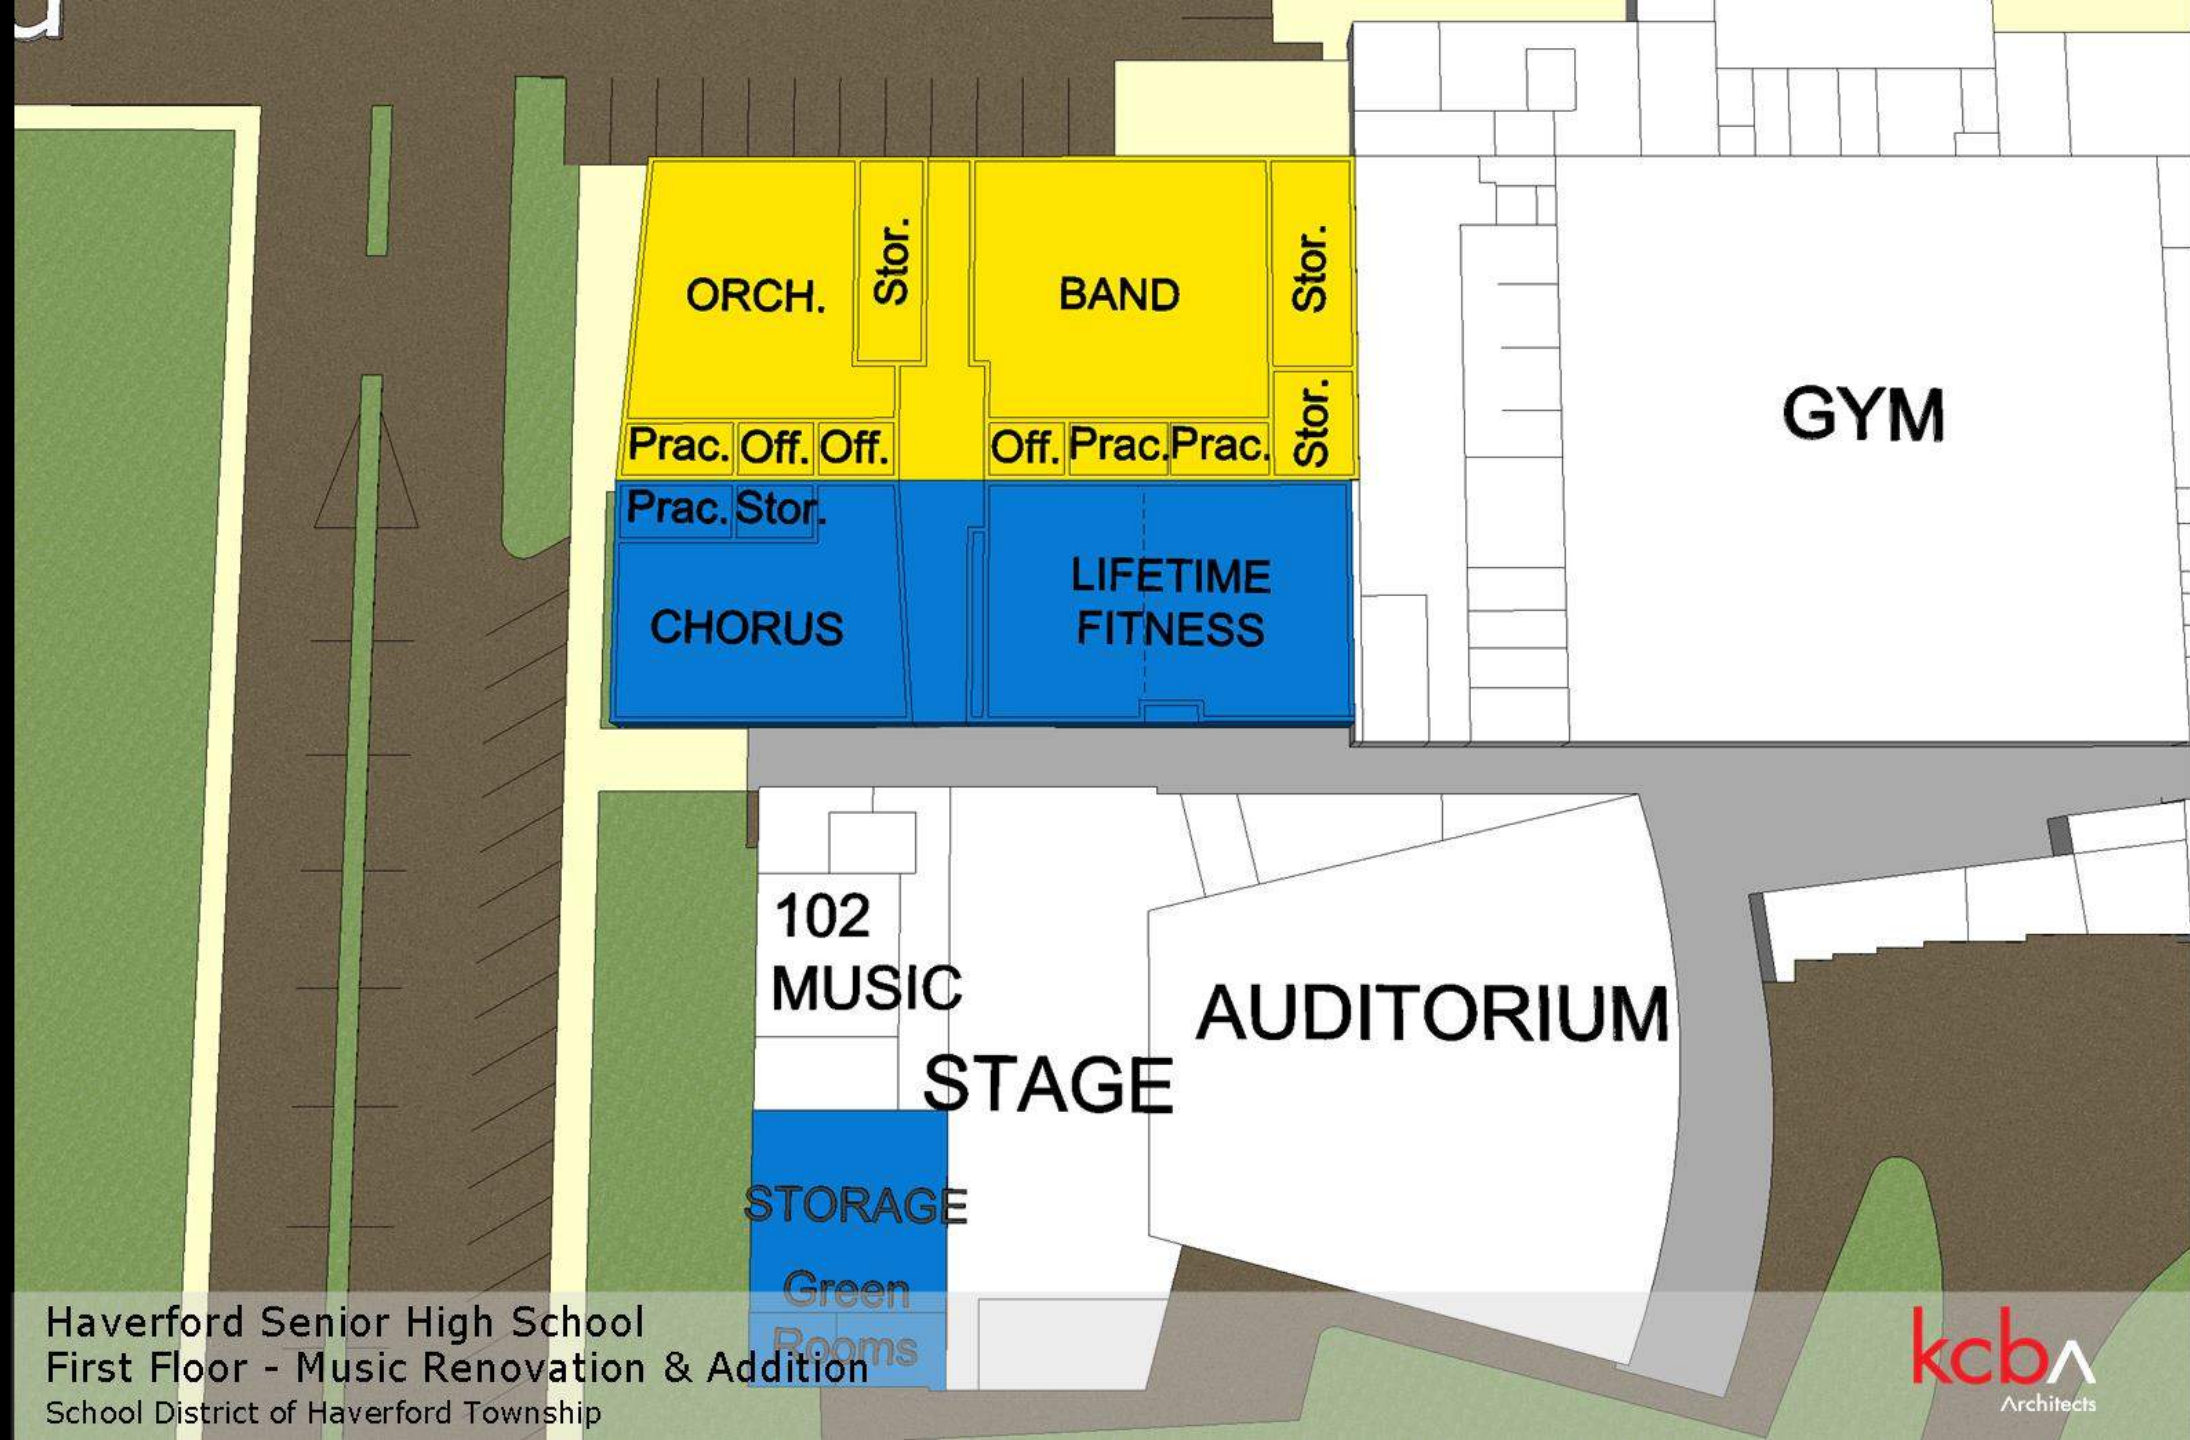 ORCH.
Stor.
BAND
Stor.
Stor.
Prac.
Off.
Off.
Off.
Prac.
Prac.
Prac.
Stor.
CHORUS
LIFETIME
FITNESS
GYM
102
MUSIC
STAGE
AUDITORIUM
STORAGE
Green
Rooms
Haverford Senior High School
First Floor - Music Renovation & Addition
School District of Haverford Township
kcba
Architects